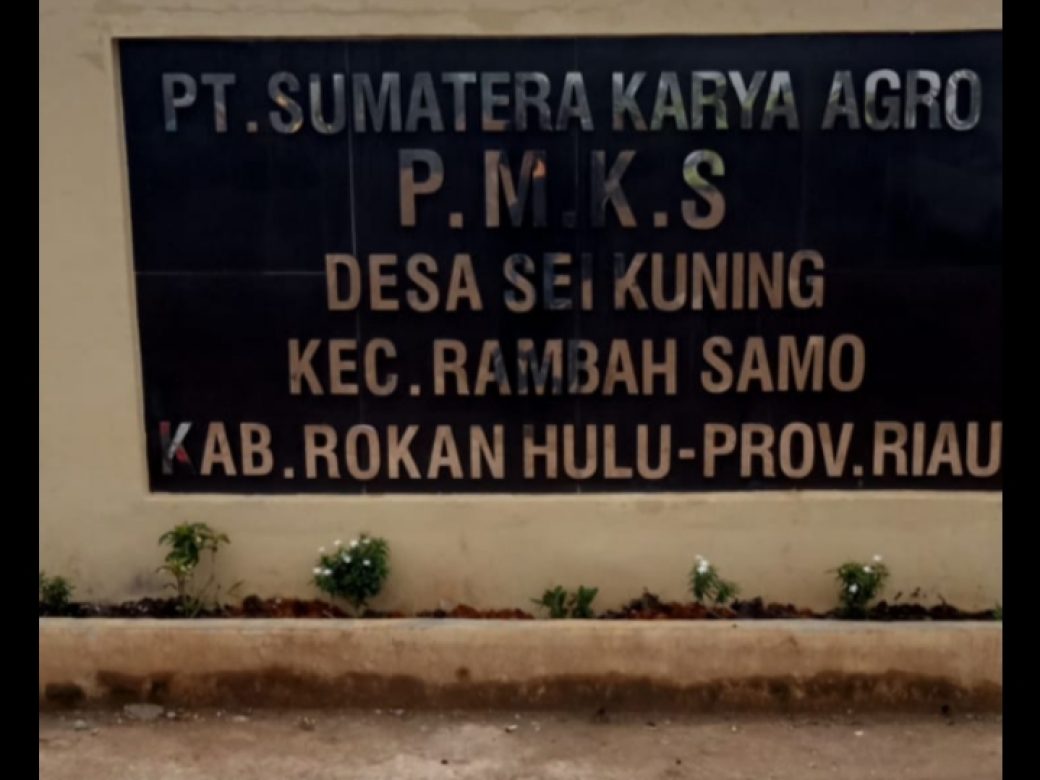 PT.SUMATERA KARYA AGRO
P.M.K.S
DESA SEI KUNING
KEC.RAMBAH SAMO
KAB.ROKAN HULU-PROV.RIAU